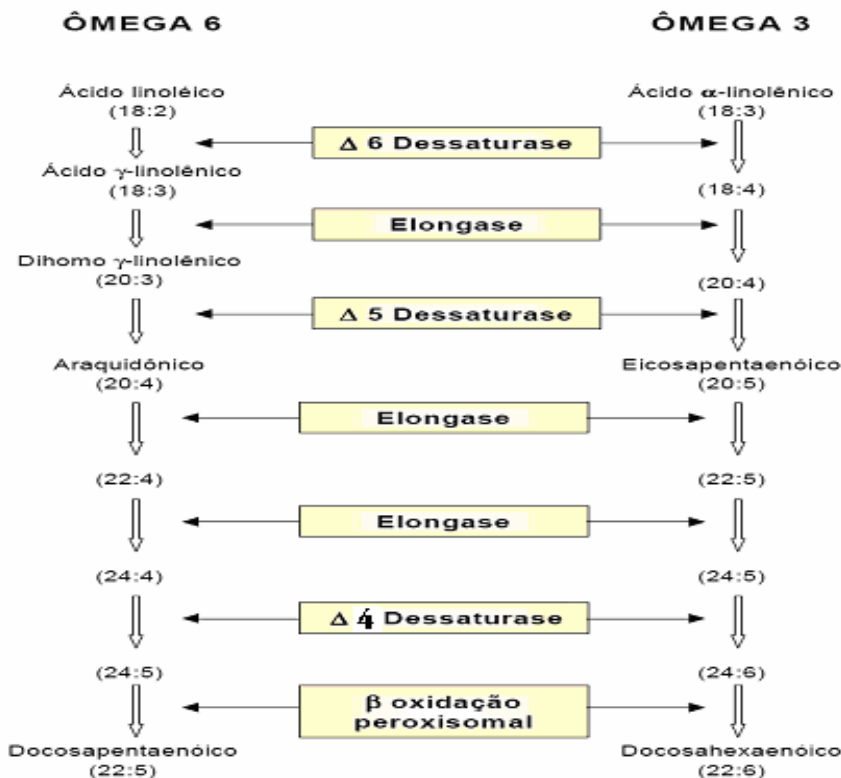 ÔMEGA 6
ÔMEGA 3
Ácido linoléico
(18:2)
Ácido α-linolênico
(18:3)
Δ 6 Dessaturase
Ácido γ-linolênico
(18:3)
(18:4)
Elongase
Dihomo γ-linolênico
(20:3)
(20:4)
Δ 5 Dessaturase
Araquidônico
(20:4)
Eicosapentaenóico
(20:5)
Elongase
(22:4)
(22:5)
Elongase
(24:4)
(24:5)
Δ 4 Dessaturase
(24:5)
(24:6)
β oxidação
peroxisomal
Docosapentaenóico
(22:5)
Docosahexaenóico
(22:6)